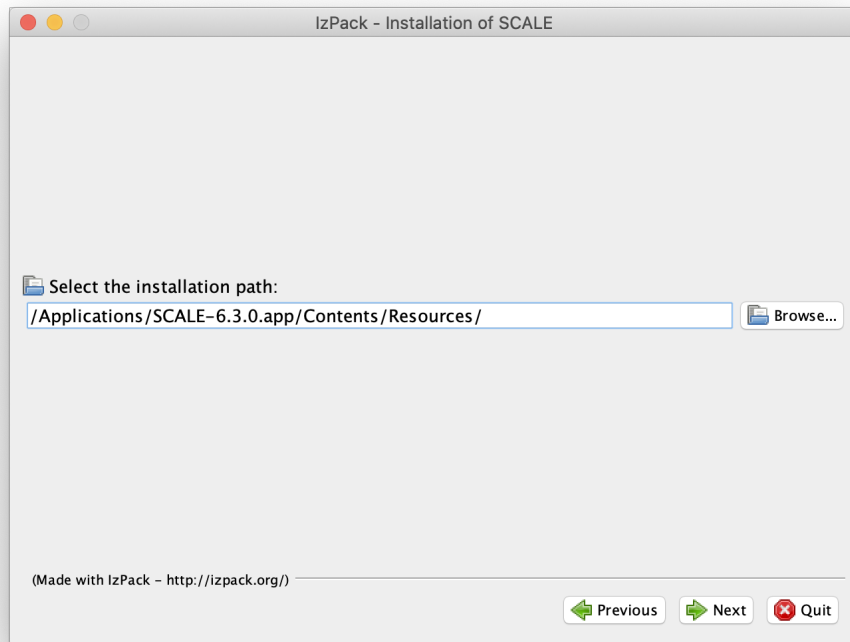 IzPack - Installation of SCALE
Select the installation path:
/Applications/SCALE-6.3.0.app/Contents/Resources/
Browse...
(Made with IzPack - http://izpack.org/)
Previous
Next
Quit